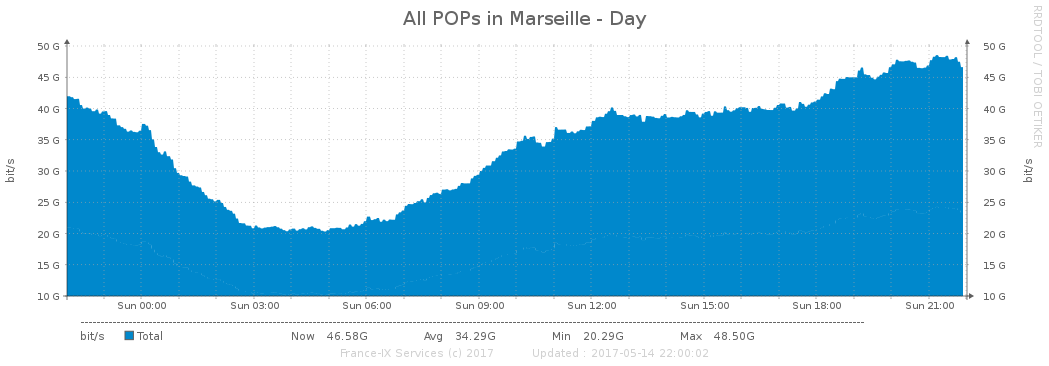 All POPs in Marseille - Day
RRDTOOL / TOBI OETIKER
50 G 50 G
45 G 45 G
40 G 40 G
35 G 35 G
30 G 30 G
25 G 25 G
20 G 20 G
15 G 15 G
10 G 10 G
bit/s bit/s
Sun 00:00 Sun 03:00 Sun 06:00 Sun 09:00 Sun 12:00 Sun 15:00 Sun 18:00 Sun 21:00
bit/s Total Now 46.58G Avg 34.29G Min 20.29G Max 48.50G
France-IX Services (c) 2017 Updated : 2017-05-14 22:00:02